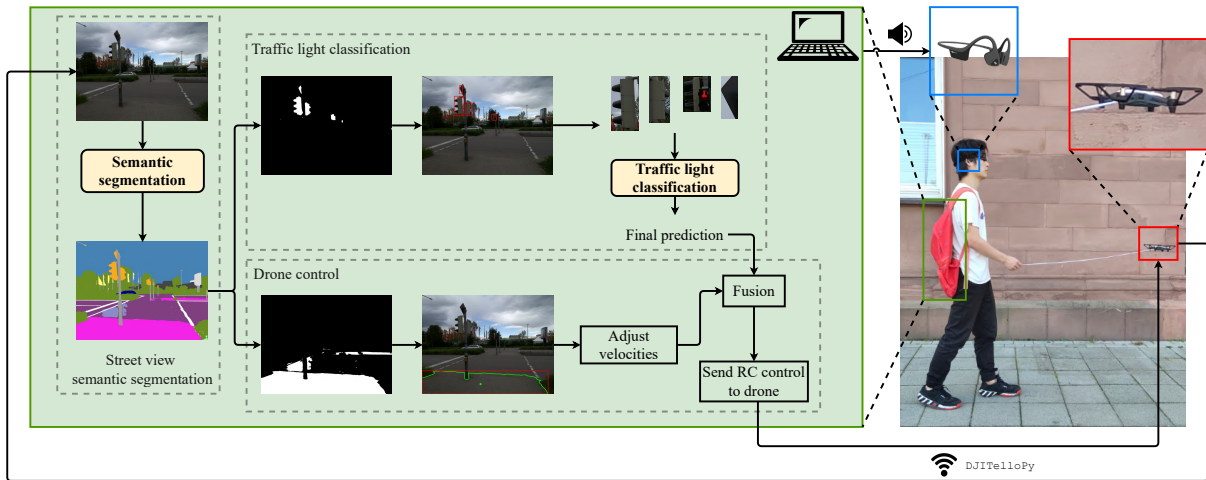 Traffic light classification
Semantic
segmentation
Traffic light
classification
Final prediction
Drone control
Fusion
Adjust
velocities
Street view
semantic segmentation
Send RC control
to drone
DJITelloPy